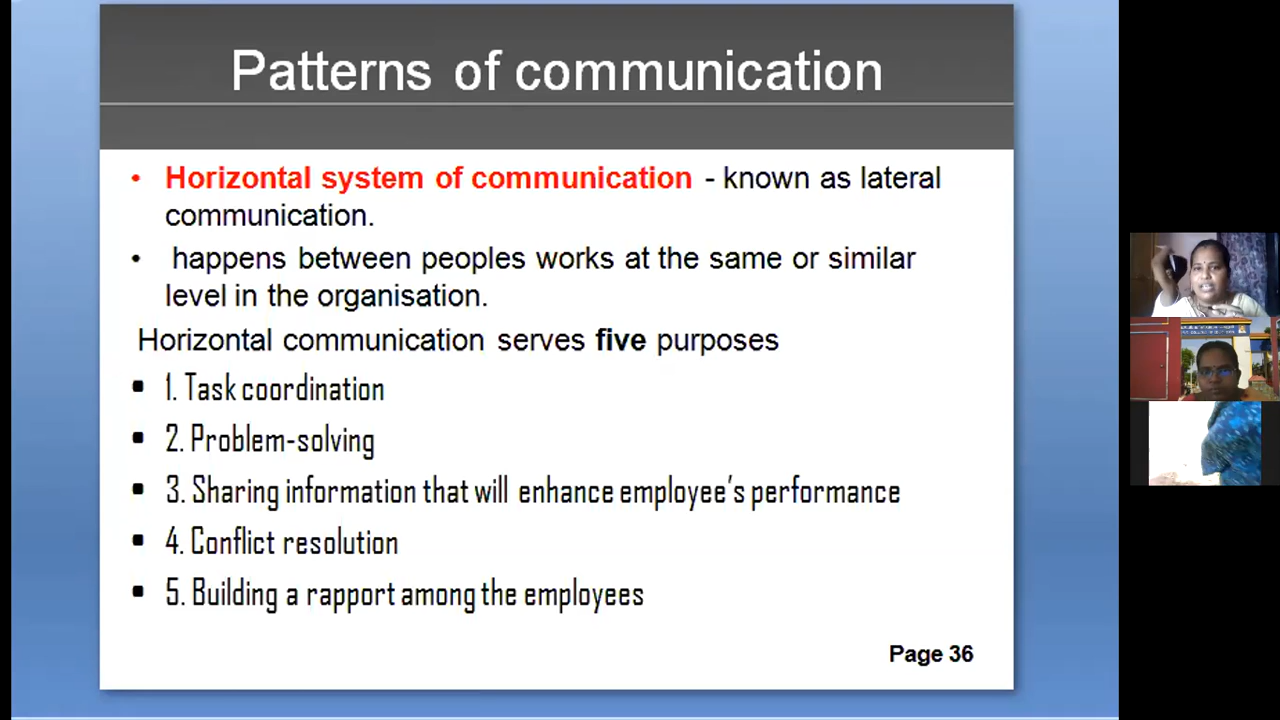 Patterns of communication
• Horizontal system of communication - known as lateral
communication.
• happens between peoples works at the same or similar
level in the organisation.
Horizontal communication serves five purposes
▪ 1. Task coordination
▪ 2. Problem-solving
▪ 3. Sharing information that will enhance employee's performance
▪ 4. Conflict resolution
▪ 5. Building a rapport among the employees
Page 36